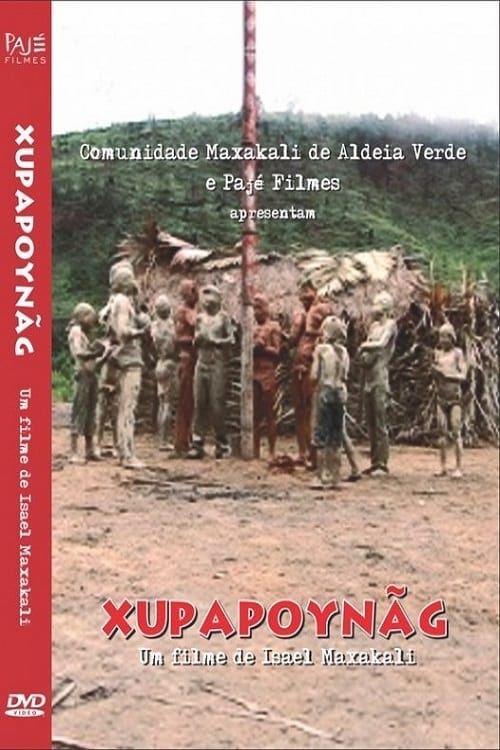 PAJÉ
FILMES
XUPAPOYNÃG
Um filme de Isael Maxakali
DVD
VIDEO
Comunidade Maxakali de Aldeia Verde
e Pajé Filmes
apresentam
XUPAPOYNÃG
Um filme de Isael Maxakali